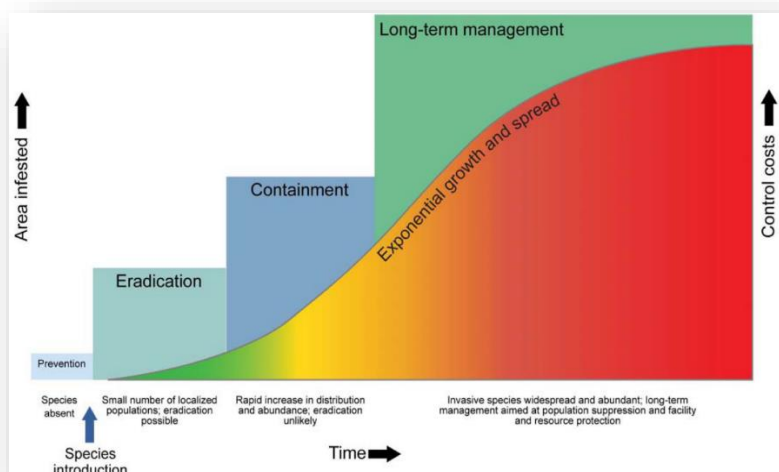 Long-term management
Exponential growth and spread
Area infested
Control costs
Containment
Eradication
Prevention
Species
absent
Small number of localized
populations; eradication
possible
Rapid increase in distribution
and abundance; eradication
unlikely
Invasive species widespread and abundant; long-term
management aimed at population suppression and facility
and resource protection
Species
introduction
Time